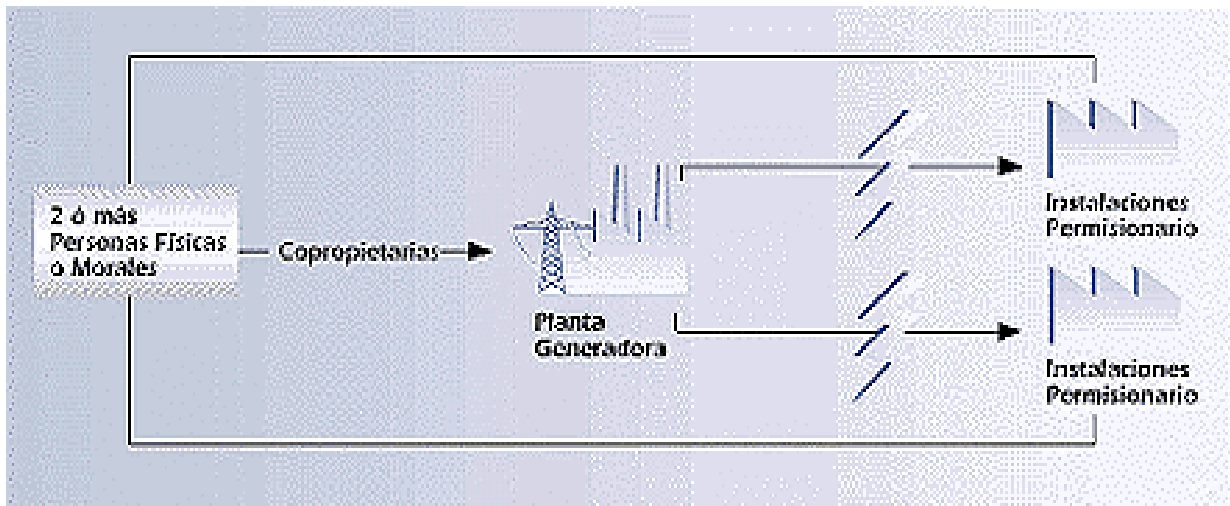 2 ó más
Personas Físicas
o Morales
Copropietarias
Planta
Generadora
Instalaciones
Permisionario
Instalaciones
Permisionario